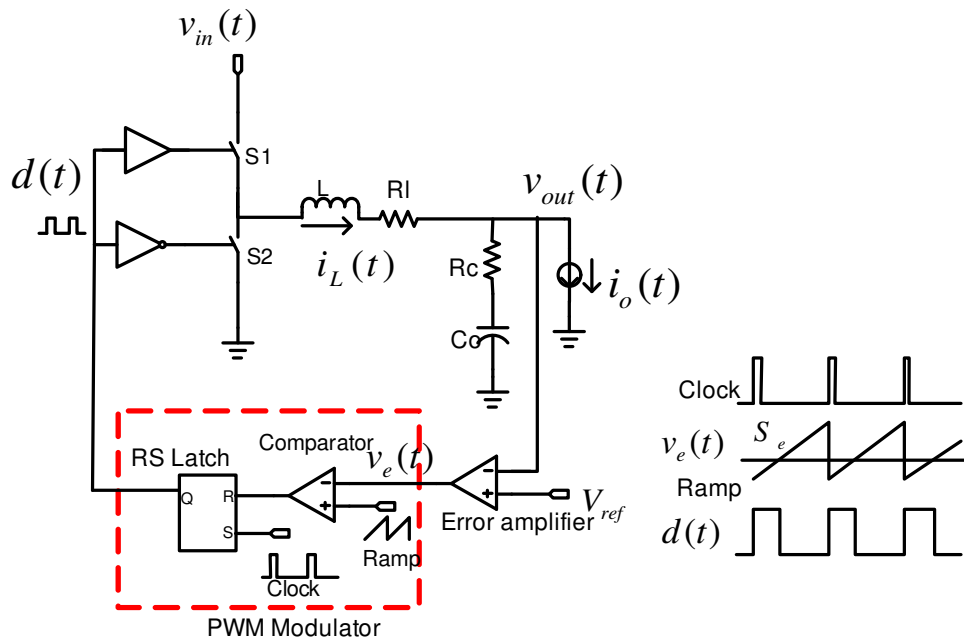 v_in(t)
S1
d(t)
L
Rl
v_out(t)
S2
i_L(t)
Rc
i_o(t)
Co
Clock
Comparator
v_e(t)
S_e
v_e(t)
RS Latch
Ramp
Q
R
S
V_ref
Error amplifier
d(t)
Ramp
Clock
PWM Modulator